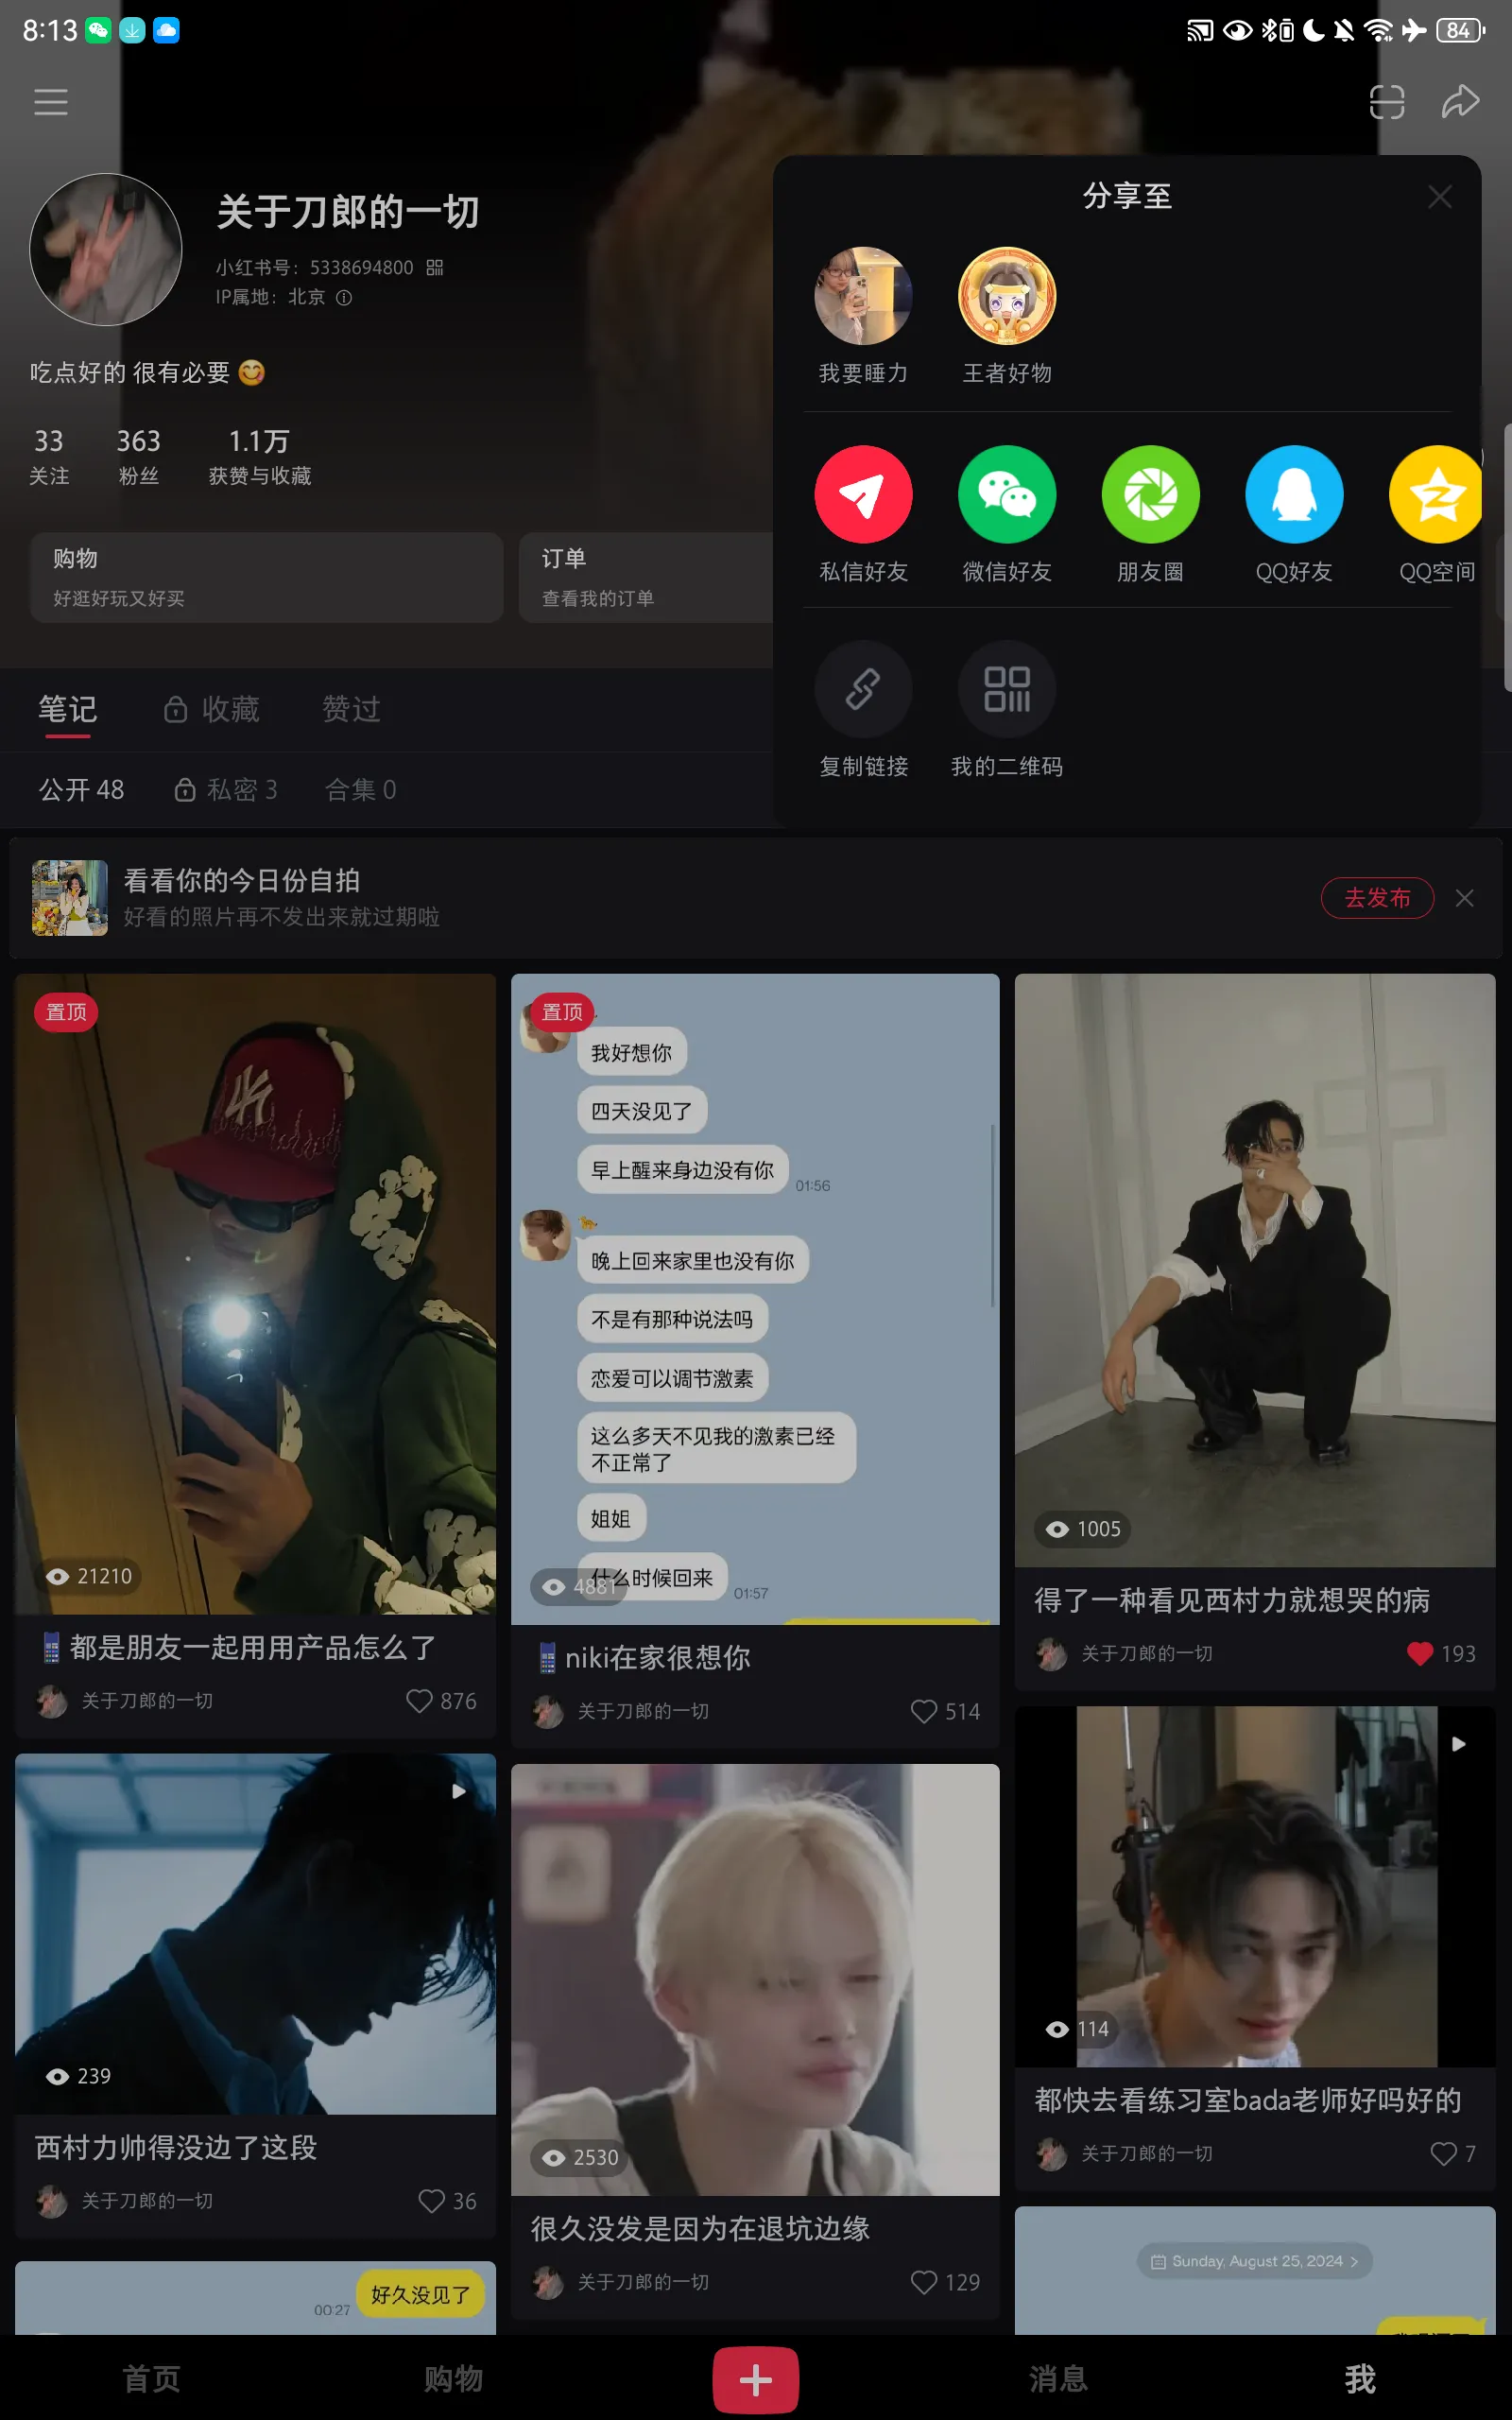 8:13
84
关于刀郎的一切
小红书号：5338694800
IP属地：北京
吃点好的 很有必要
33 关注
363 粉丝
1.1万 获赞与收藏
购物
好逛好玩又好买
订单
查看我的订单
分享至
我要睡力
王者好物
私信好友
微信好友
朋友圈
QQ好友
QQ空间
复制链接
我的二维码
笔记
收藏
赞过
公开 48
私密 3
合集 0
看看你的今日份自拍
好看的照片再不发出来就过期啦
去发布
置顶
21210
都是朋友一起用用产品怎么了
关于刀郎的一切
876
置顶
我好想你
四天没见了
早上醒来身边没有你
01:56
晚上回来家里也没有你
不是有那种说法吗
恋爱可以调节激素
这么多天不见我的激素已经
不正常了
姐姐
什么时候回来
01:57
4881
niki在家很想你
关于刀郎的一切
514
1005
得了一种看见西村力就想哭的病
关于刀郎的一切
193
239
西村力帅得没边了这段
关于刀郎的一切
36
2530
很久没发是因为在退坑边缘
关于刀郎的一切
129
114
都快去看练习室bada老师好吗好的
关于刀郎的一切
7
好久没见了
00:27
Sunday, August 25, 2024
首页
购物
消息
我